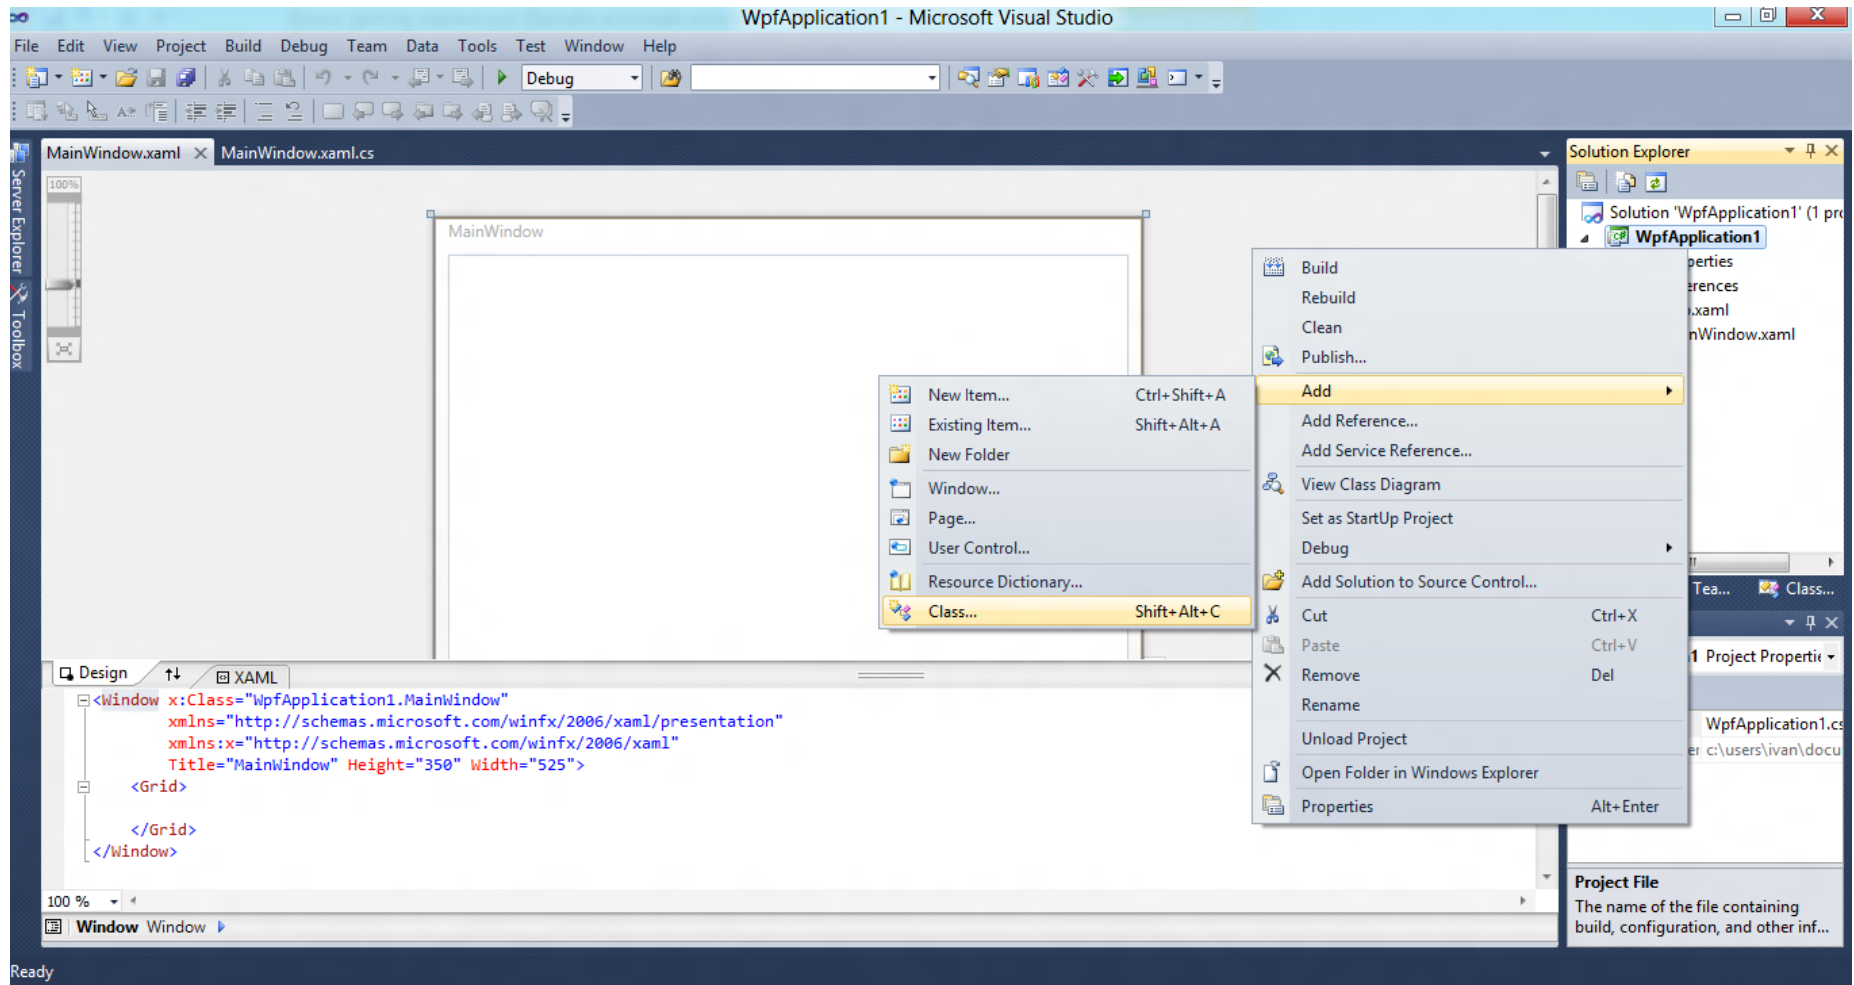 WpfApplication1 - Microsoft Visual Studio
File Edit View Project Build Debug Team Data Tools Test Window Help
Debug
MainWindow.xaml MainWindow.xaml.cs
Server Explorer
Toolbox
100%
MainWindow
Solution Explorer
Solution 'WpfApplication1' (1 pro
WpfApplication1
perties
erences
.xaml
nWindow.xaml
Build
Rebuild
Clean
Publish...
Add
Add Reference...
Add Service Reference...
View Class Diagram
Set as StartUp Project
Debug
Add Solution to Source Control...
Cut Ctrl+X
Paste Ctrl+V
Remove Del
Rename
Unload Project
Open Folder in Windows Explorer
Properties Alt+Enter
New Item... Ctrl+Shift+A
Existing Item... Shift+Alt+A
New Folder
Window...
Page...
User Control...
Resource Dictionary...
Class... Shift+Alt+C
Tea... Class...
1 Project Propertie
WpfApplication1.cs
er c:\users\ivan\docu
Project File
The name of the file containing
build, configuration, and other inf...
Design XAML
<Window x:Class="WpfApplication1.MainWindow"
xmlns="http://schemas.microsoft.com/winfx/2006/xaml/presentation"
xmlns:x="http://schemas.microsoft.com/winfx/2006/xaml"
Title="MainWindow" Height="350" Width="525">
<Grid>
</Grid>
</Window>
100 %
Window Window
Ready